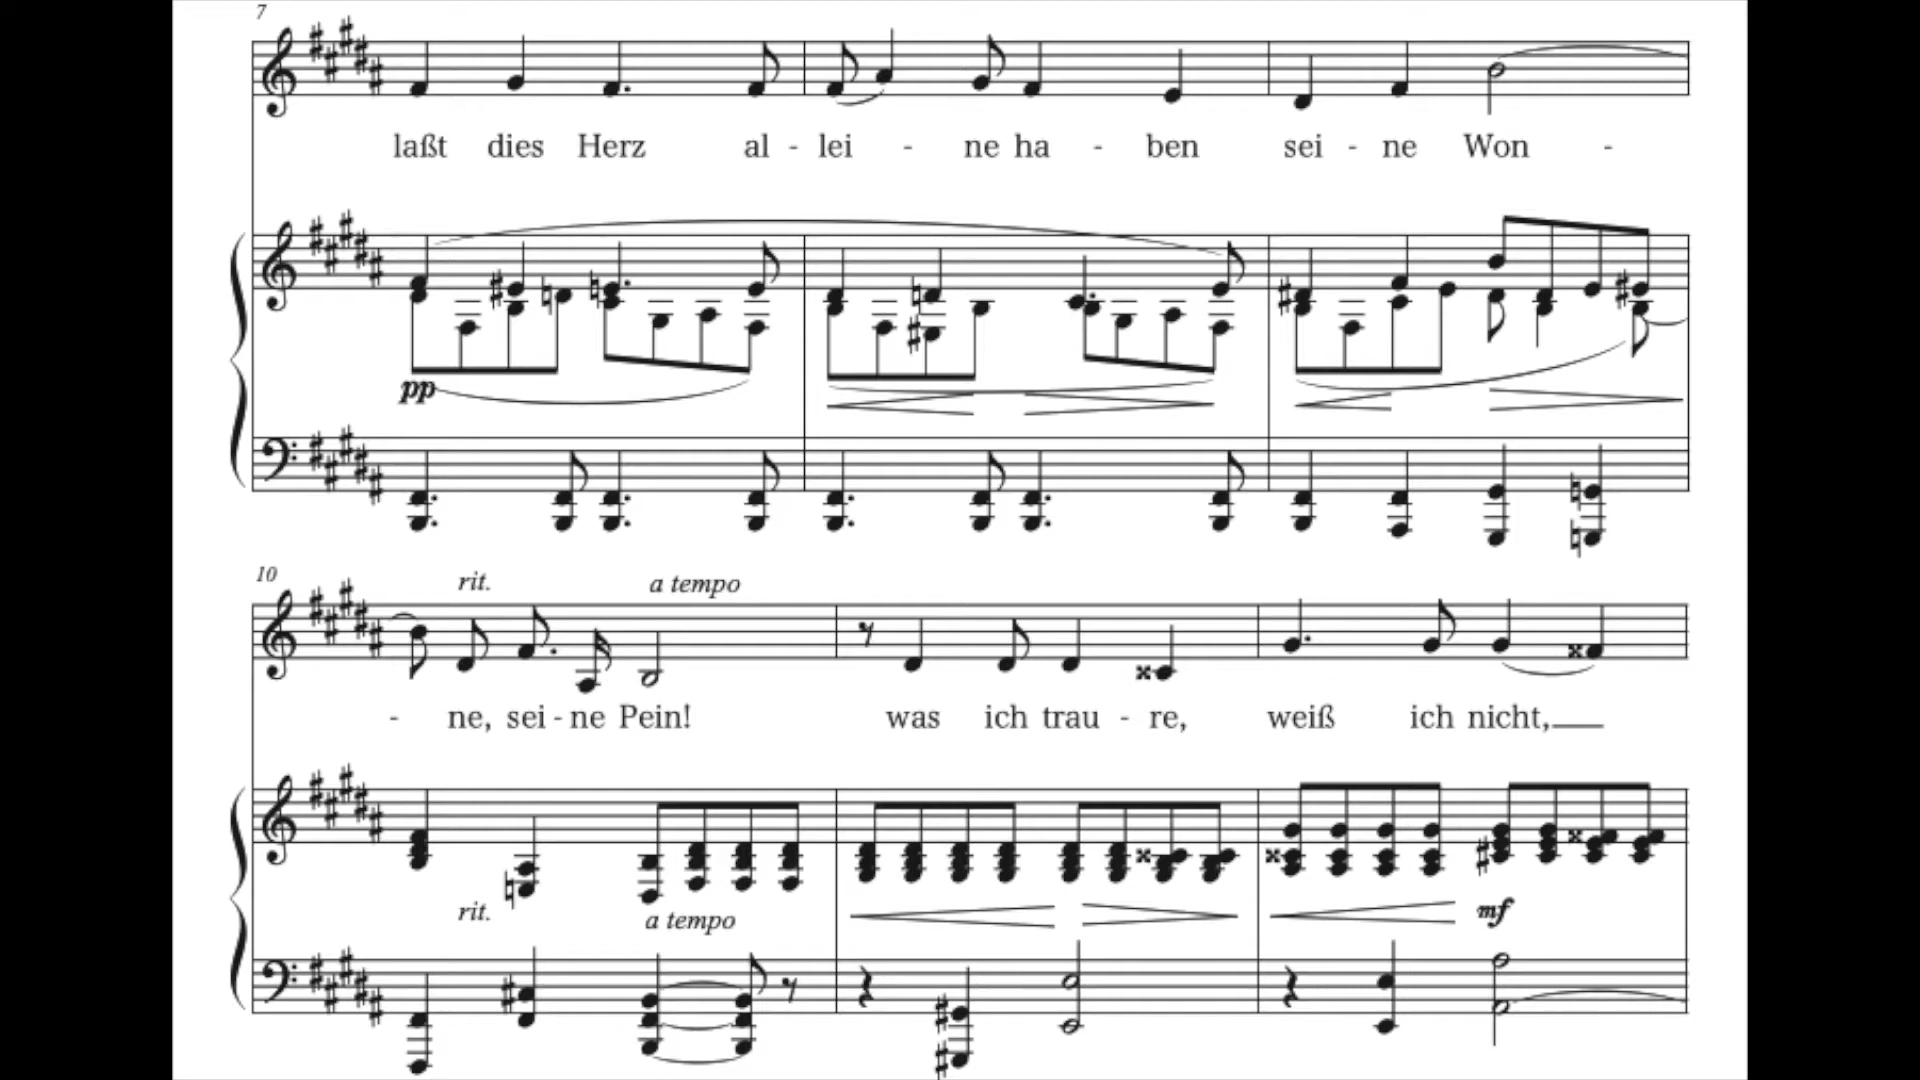 7
laßt dies Herz al - lei - ne ha - ben sei - ne Won -
pp
10 rit. a tempo
- ne, sei - ne Pein! was ich trau - re, weiß ich nicht,
rit. a tempo mf